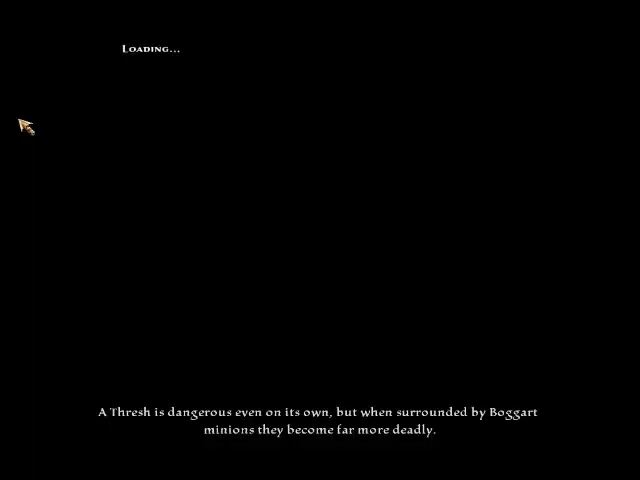 Loading...
A Thresh is dangerous even on its own, but when surrounded by Boggart
minions they become far more deadly.